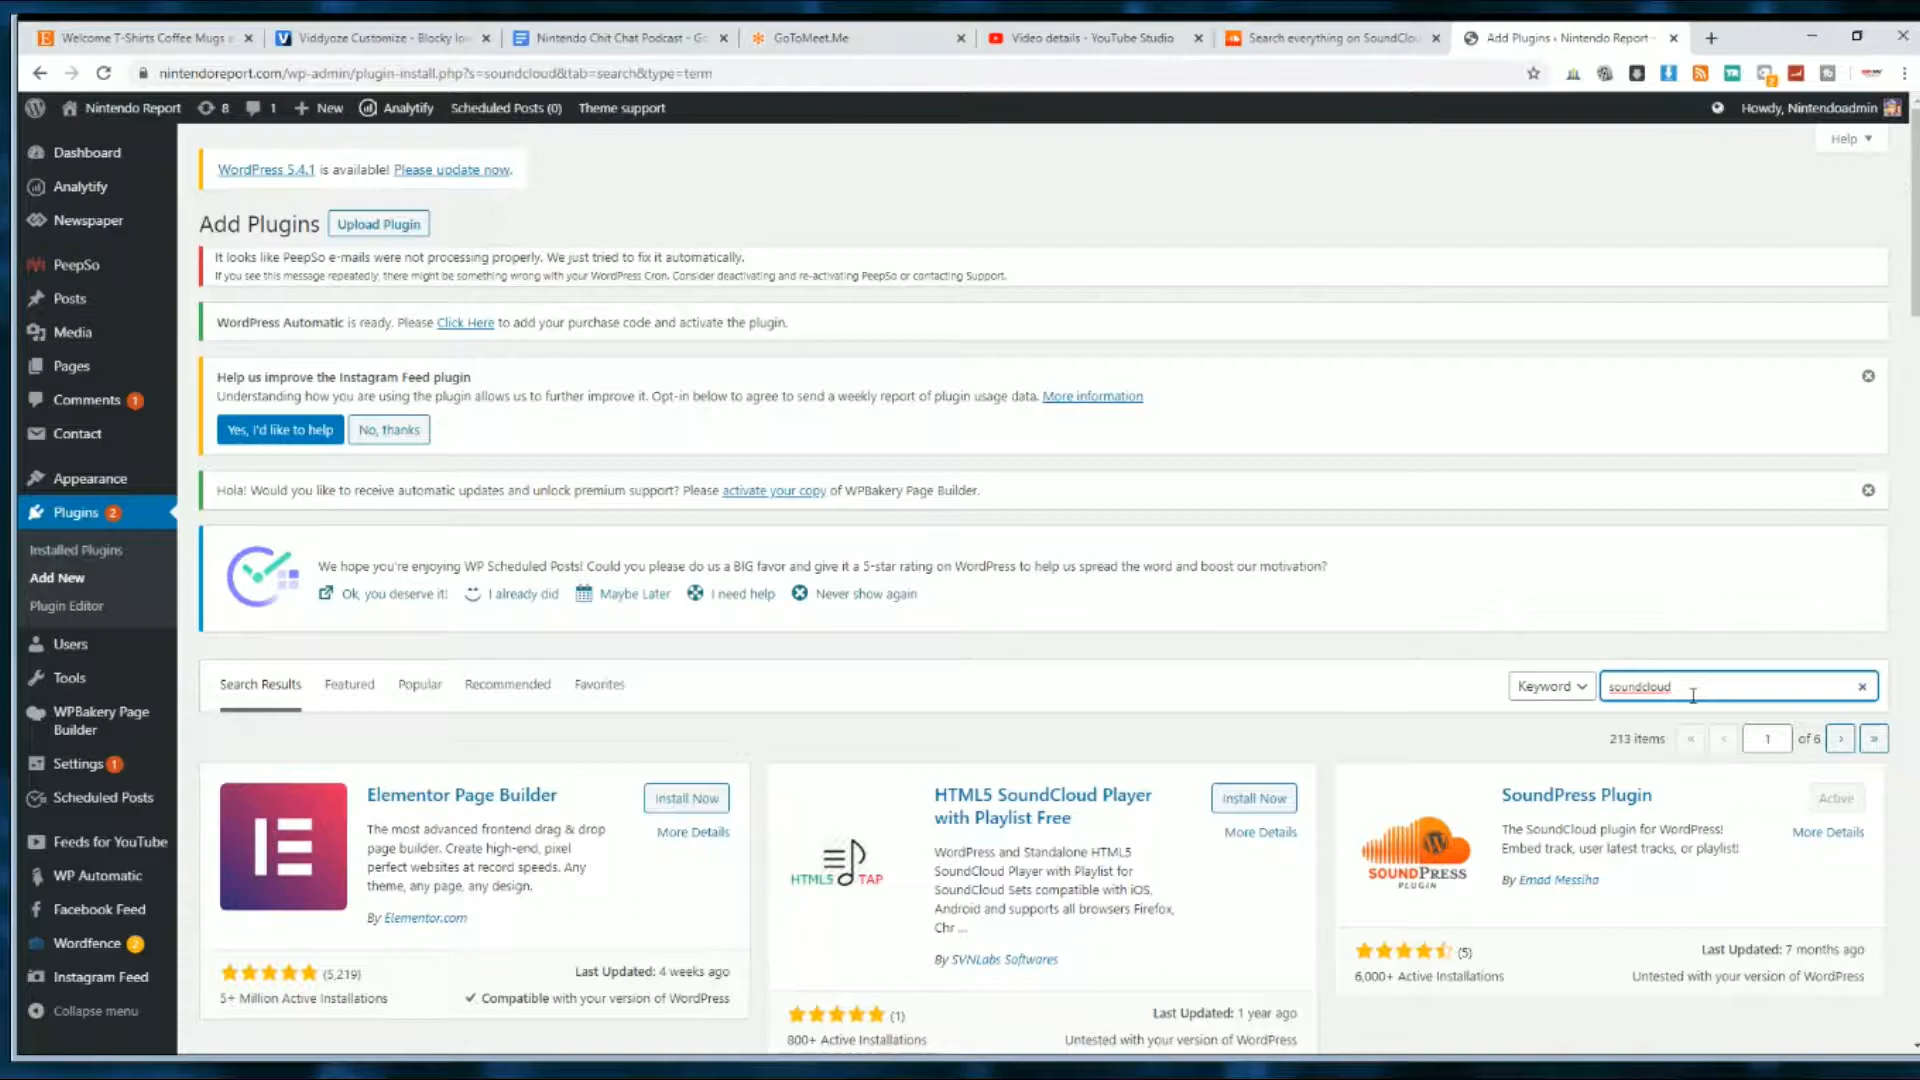 Welcome T-Shirts Coffee Mugs
Viddyoze Customize - Blocky lo
Nintendo Chit Chat Podcast - Go
GoToMeet.Me
Video details - YouTube Studio
Search everything on SoundClou
Add Plugins ‹ Nintendo Report –
nintendoreport.com/wp-admin/plugin-install.php?s=soundcloud&tab=search&type=term
Nintendo Report
8
1
New
Analytify
Scheduled Posts (0)
Theme support
Howdy, Nintendoadmin
Help
Dashboard
Analytify
Newspaper
PeepSo
Posts
Media
Pages
Comments 1
Contact
Appearance
Plugins 2
Installed Plugins
Add New
Plugin Editor
Users
Tools
WPBakery Page
Builder
Settings 1
Scheduled Posts
Feeds for YouTube
WP Automatic
Facebook Feed
Wordfence 2
Instagram Feed
Collapse menu
WordPress 5.4.1 is available! Please update now.
Add Plugins
Upload Plugin
It looks like PeepSo e-mails were not processing properly. We just tried to fix it automatically.
If you see this message repeatedly, there might be something wrong with your WordPress Cron. Consider deactivating and re-activating PeepSo or contacting Support.
WordPress Automatic is ready. Please Click Here to add your purchase code and activate the plugin.
Help us improve the Instagram Feed plugin
Understanding how you are using the plugin allows us to further improve it. Opt-in below to agree to send a weekly report of plugin usage data. More information
Yes, I'd like to help
No, thanks
Hola! Would you like to receive automatic updates and unlock premium support? Please activate your copy of WPBakery Page Builder.
We hope you're enjoying WP Scheduled Posts! Could you please do us a BIG favor and give it a 5-star rating on WordPress to help us spread the word and boost our motivation?
Ok, you deserve it!
I already did
Maybe Later
I need help
Never show again
Search Results
Featured
Popular
Recommended
Favorites
Keyword
soundcloud
213 items
«
‹
1
of 6
›
»
Elementor Page Builder
Install Now
More Details
The most advanced frontend drag & drop
page builder. Create high-end, pixel
perfect websites at record speeds. Any
theme, any page, any design.
By Elementor.com
(5,219)
5+ Million Active Installations
Last Updated: 4 weeks ago
Compatible with your version of WordPress
HTML5 TAP
HTML5 SoundCloud Player
with Playlist Free
Install Now
More Details
WordPress and Standalone HTML5
SoundCloud Player with Playlist for
SoundCloud Sets compatible with iOS,
Android and supports all browsers Firefox,
Chr ...
By SVNLabs Softwares
(1)
800+ Active Installations
Last Updated: 1 year ago
Untested with your version of WordPress
SOUNDPRESS
PLUGIN
SoundPress Plugin
Active
More Details
The SoundCloud plugin for WordPress!
Embed track, user latest tracks, or playlist!
By Emad Messiha
(5)
6,000+ Active Installations
Last Updated: 7 months ago
Untested with your version of WordPress